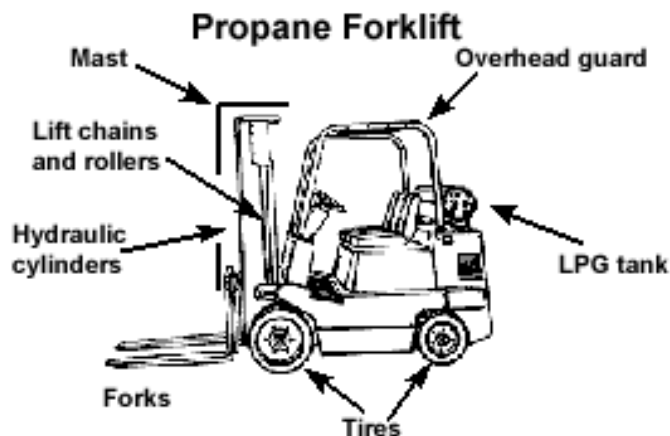 Propane Forklift
Mast
Overhead guard
Lift chains
and rollers
Hydraulic
cylinders
LPG tank
Forks
Tires